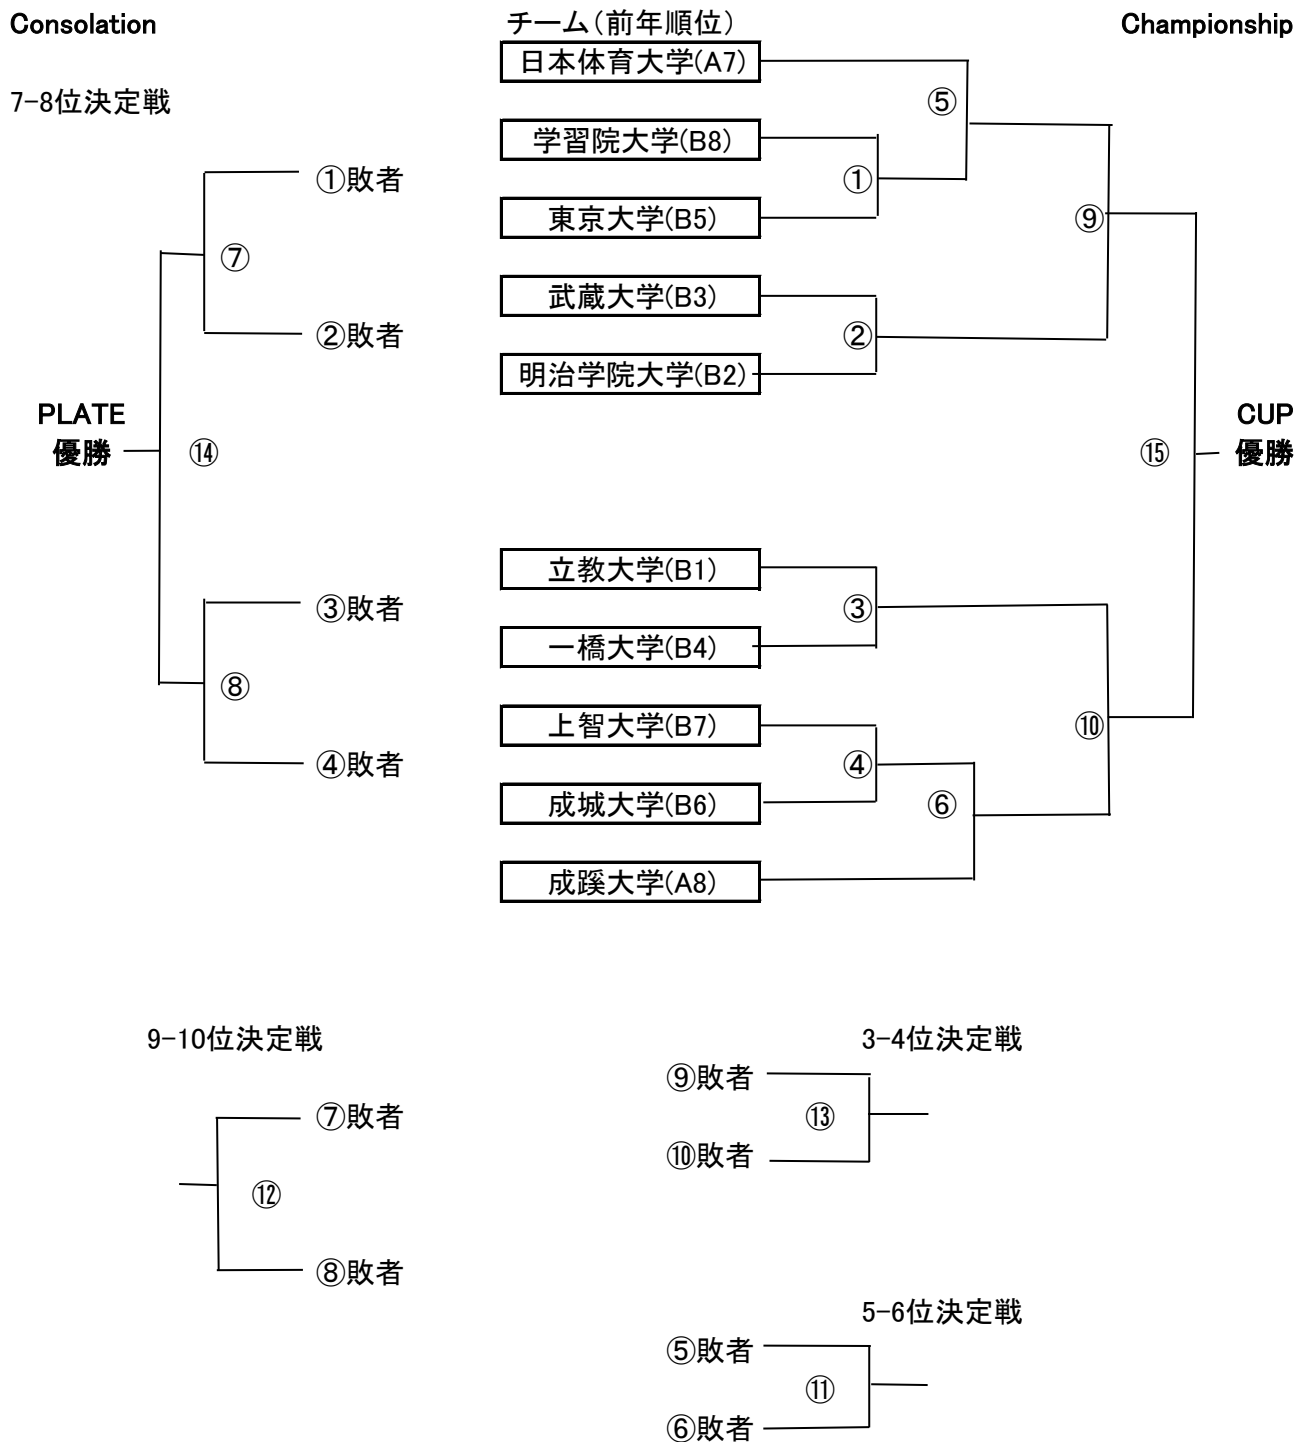 Consolation
チーム(前年順位)
Championship
日本体育大学(A7)
7-8位決定戦
⑤
学習院大学(B8)
①敗者
①
東京大学(B5)
⑨
⑦
武蔵大学(B3)
②敗者
②
明治学院大学(B2)
PLATE
優勝
⑭
CUP
優勝
⑮
立教大学(B1)
③敗者
③
一橋大学(B4)
⑧
上智大学(B7)
⑩
④敗者
④
成城大学(B6)
⑥
成蹊大学(A8)
9-10位決定戦
⑦敗者
⑫
⑧敗者
3-4位決定戦
⑨敗者
⑬
⑩敗者
5-6位決定戦
⑤敗者
⑪
⑥敗者